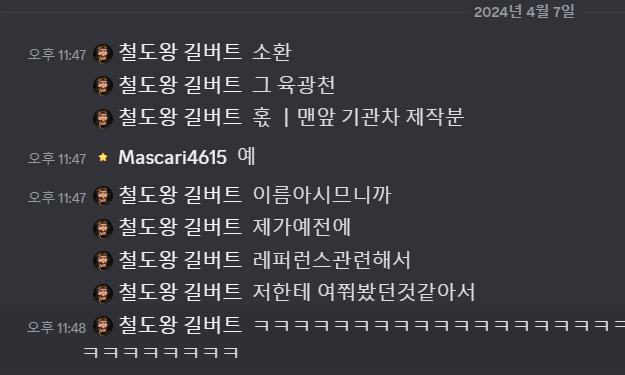 2024년 4월 7일
오후 11:47 철도왕 길버트 소환
철도왕 길버트 그 육광천
철도왕 길버트 혹 ㅣ맨앞 기관차 제작분
오후 11:47 Mascari4615 예
오후 11:47 철도왕 길버트 이름아시므니까
철도왕 길버트 제가예전에
철도왕 길버트 레퍼런스관련해서
철도왕 길버트 저한테 여쭤봤던것같아서
오후 11:48 철도왕 길버트 ㅋㅋㅋㅋㅋㅋㅋㅋㅋㅋㅋㅋㅋㅋㅋㅋㅋㅋㅋ
ㅋㅋㅋㅋㅋㅋㅋㅋ